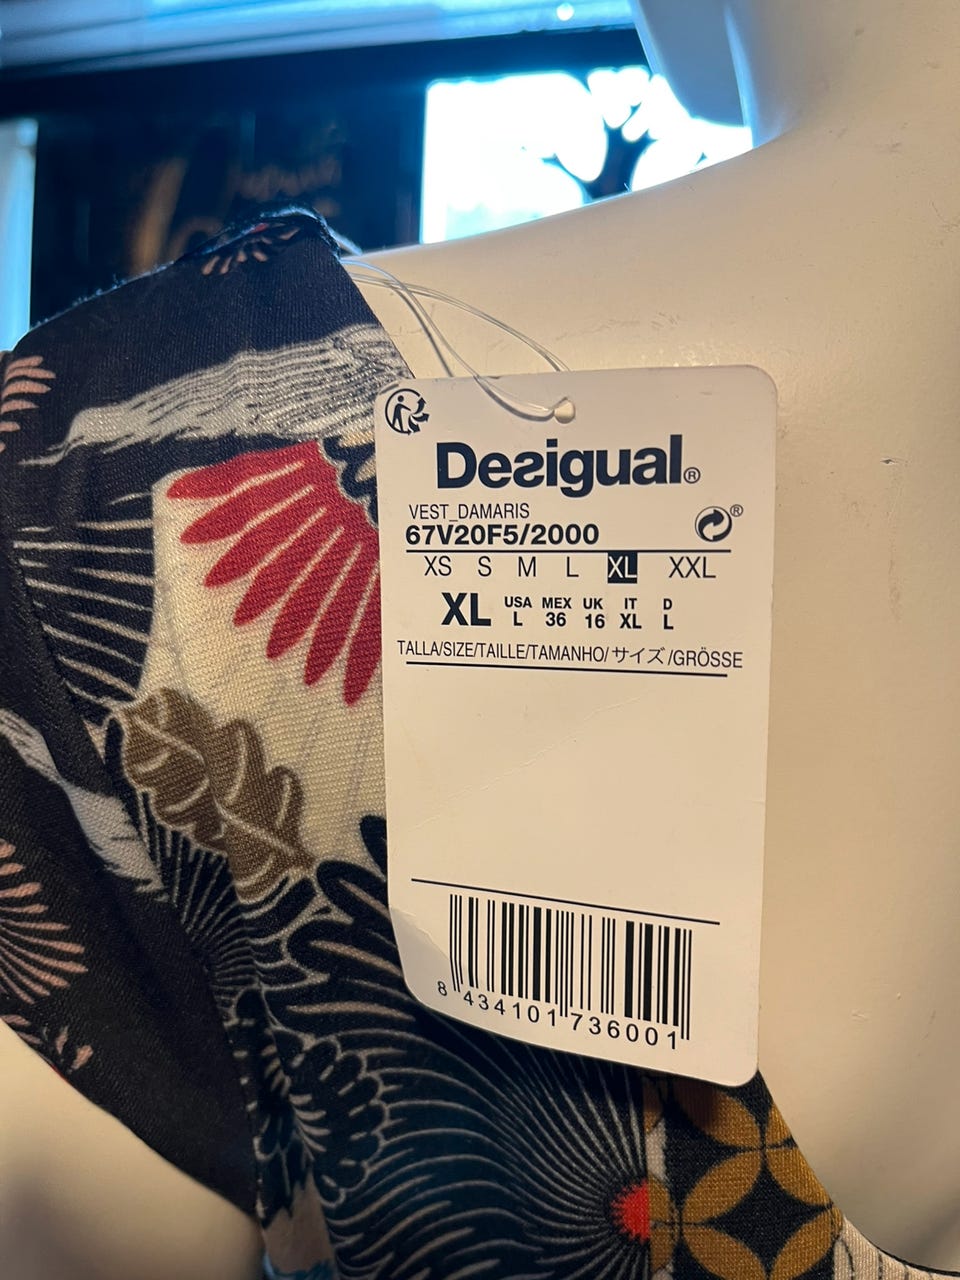 Desigual®
VEST_DAMARIS
67V20F5/2000
®
XS S M L XL XXL
XL USA L MEX 36 UK 16 IT XL D L
TALLA/SIZE/TAILLE/TAMANHO/サイズ/GRÖSSE
8 434101 736001